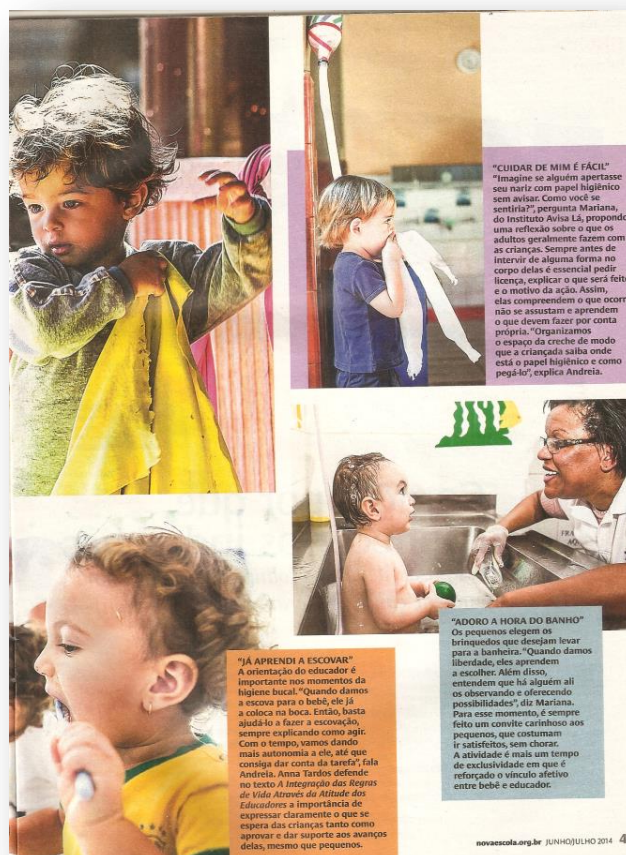 "CUIDAR DE MIM É FÁCIL"
"Imagine se alguém apertasse
seu nariz com papel higiênico
sem avisar. Como você se
sentiria?", pergunta Mariana,
do Instituto Avisa Lá, propondo
uma reflexão sobre o que os
adultos geralmente fazem com
as crianças. Sempre antes de
intervir de alguma forma no
corpo delas é essencial pedir
licença, explicar o que será feito
e o motivo da ação. Assim,
elas compreendem o que ocorr
não se assustam e aprendem
o que devem fazer por conta
própria. "Organizamos
o espaço da creche de modo
que a criançada saiba onde
está o papel higiênico e como
pegá-lo", explica Andreia.
"JÁ APRENDI A ESCOVAR"
A orientação do educador é
importante nos momentos da
higiene bucal. "Quando damos
a escova para o bebê, ele já
a coloca na boca. Então, basta
ajudá-lo a fazer a escovação,
sempre explicando como agir.
Com o tempo, vamos dando
mais autonomia a ele, até que
consiga dar conta da tarefa", fala
Andreia. Anna Tardos defende
no texto A Integração das Regras
de Vida Através da Atitude dos
Educadores a importância de
expressar claramente o que se
espera das crianças tanto como
aprovar e dar suporte aos avanços
delas, mesmo que pequenos.
"ADORO A HORA DO BANHO"
Os pequenos elegem os
brinquedos que desejam levar
para a banheira. "Quando damos
liberdade, eles aprendem
a escolher. Além disso,
entendem que há alguém ali
os observando e oferecendo
possibilidades", diz Mariana.
Para esse momento, é sempre
feito um convite carinhoso aos
pequenos, que costumam
ir satisfeitos, sem chorar.
A atividade é mais um tempo
de exclusividade em que é
reforçado o vínculo afetivo
entre bebê e educador.
novaescola.org.br JUNHO/JULHO 2014 4